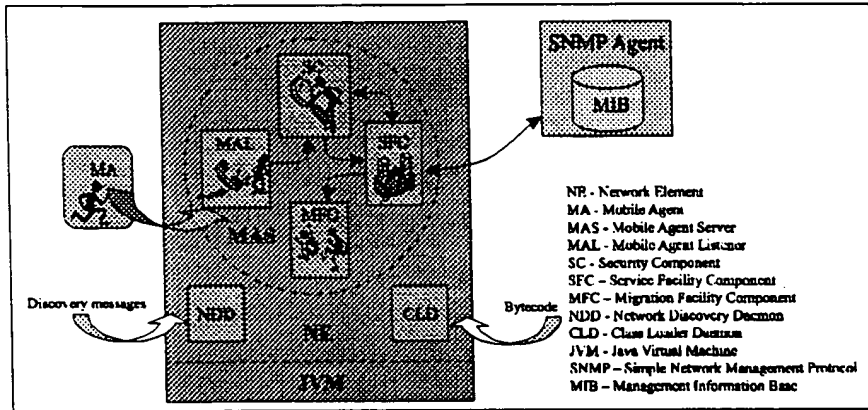 SNMP Agent
MIB
SC
MAL
SFC
MA
MFC
MAS
Discovery messages
NDD
CLD
Bytecode
NE
JVM
NE - Network Element
MA - Mobile Agent
MAS - Mobile Agent Server
MAL - Mobile Agent Listener
SC - Security Component
SFC – Service Facility Component
MFC – Migration Facility Component
NDD - Network Discovery Daemon
CLD - Class Loader Daemon
JVM - Java Virtual Machine
SNMP – Simple Network Management Protocol
MIB – Management Information Base